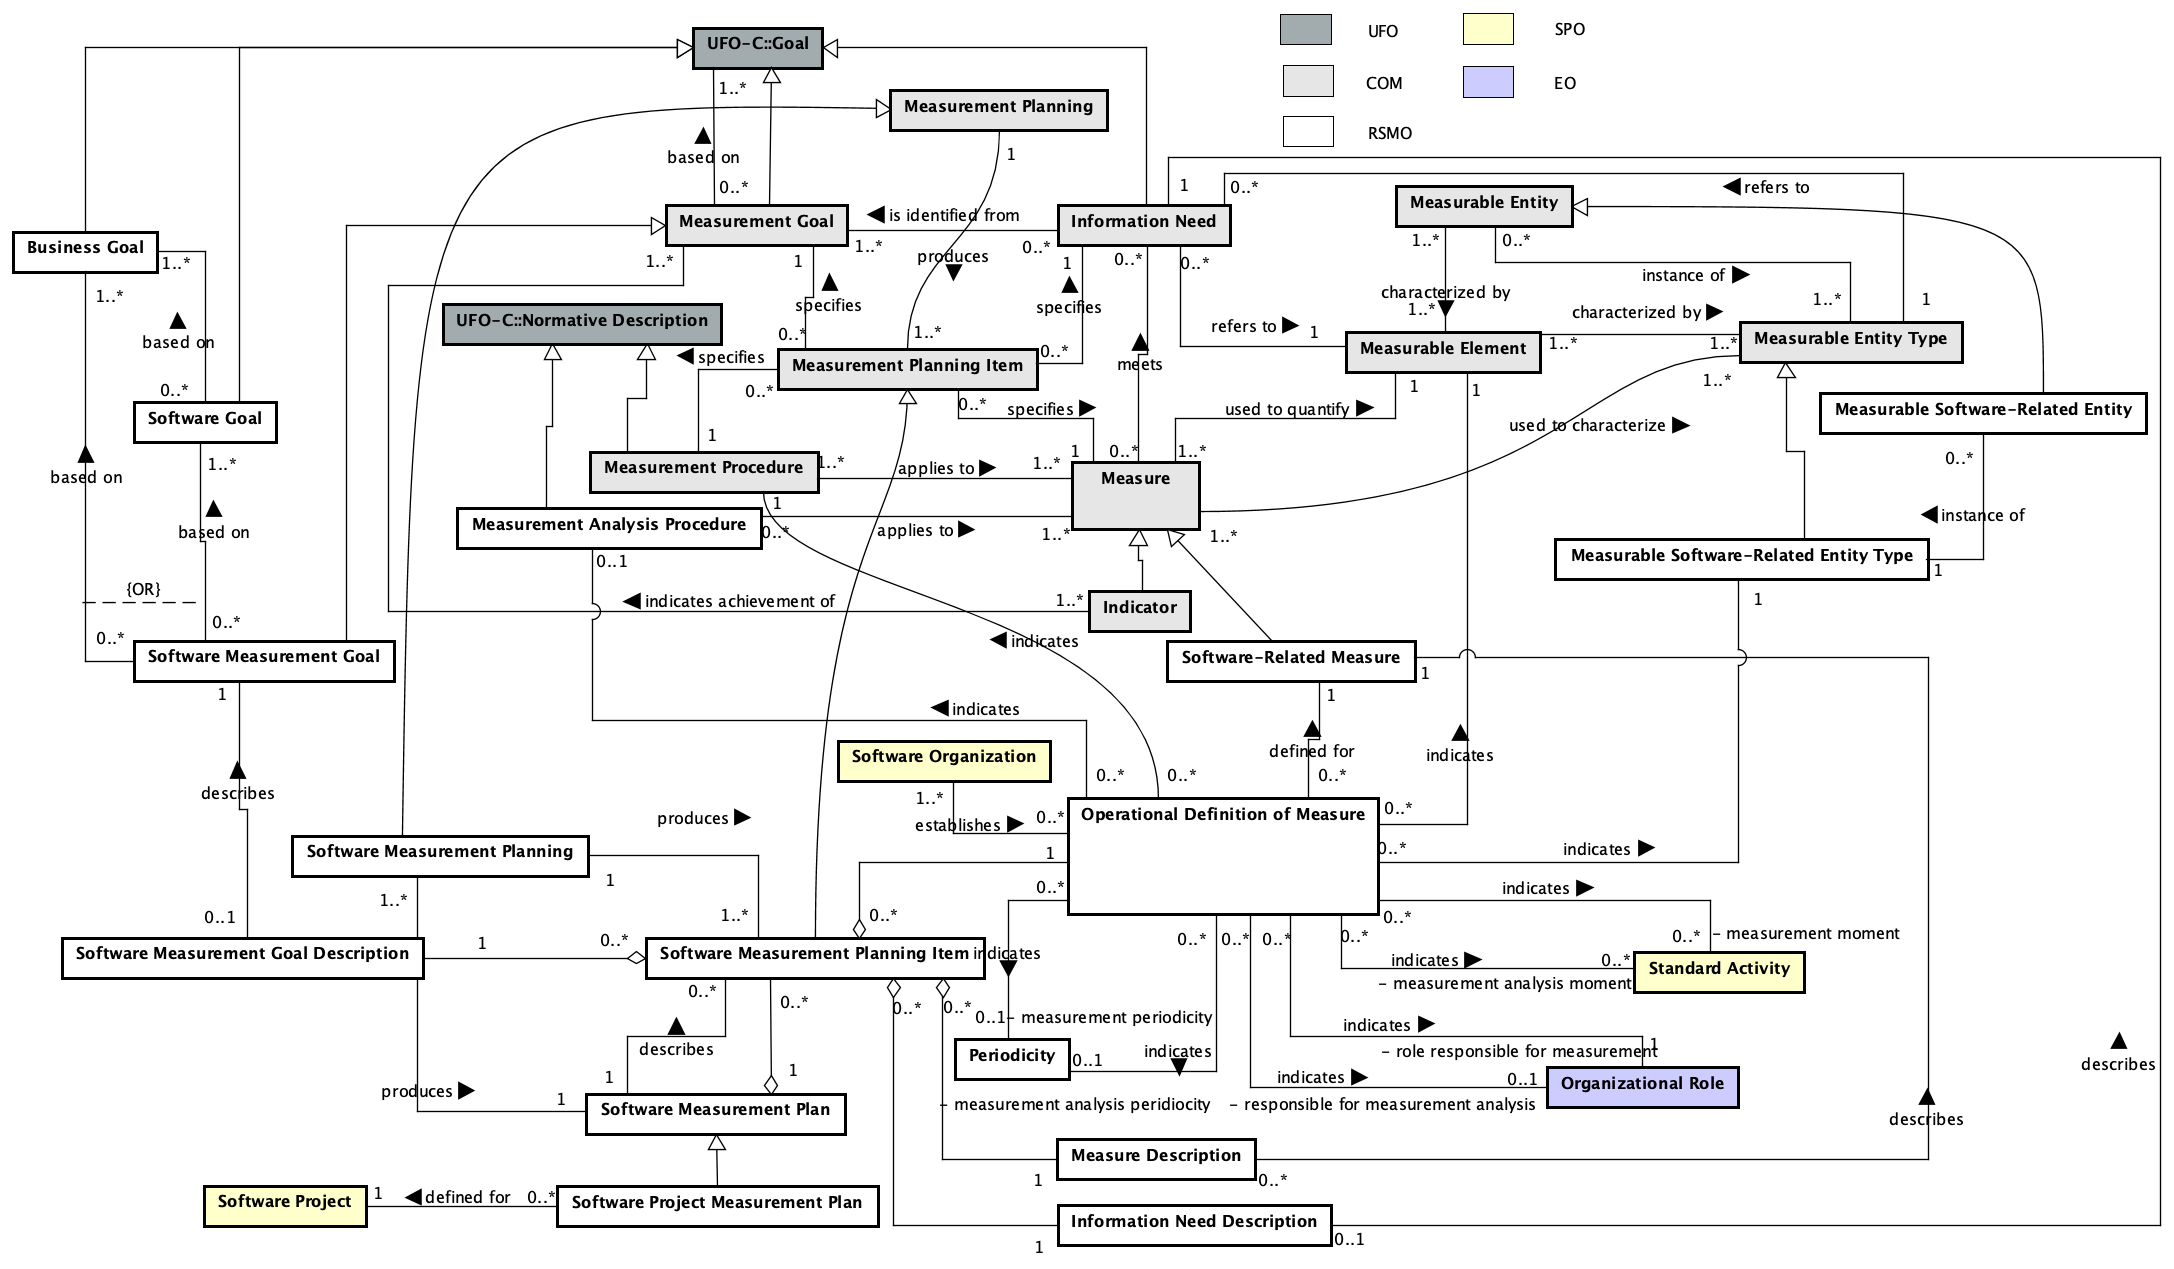 UFO-C::Goal
UFO
SPO
COM
EO
RSMO
1..*
Measurement Planning
based on
1
0..*
1
0..*
refers to
Measurable Entity
Measurement Goal
is identified from
Information Need
1..*
0..*
1..*
0..*
Business Goal
1..*
1..*
1
produces
1
0..*
0..*
instance of
1..*
specifies
specifies
characterized by
1..*
1..*
1
UFO-C::Normative Description
based on
0..*
1..*
refers to
1
characterized by
specifies
0..*
meets
Measurable Element
1..*
1..*
Measurable Entity Type
Measurement Planning Item
0..*
0..*
0..*
1
1
1..*
Software Goal
specifies
used to quantify
Measurable Software-Related Entity
1
used to characterize
1..*
1
0..*
1..*
0..*
Measurement Procedure
1..*
applies to
1..*
Measure
based on
1
instance of
Measurement Analysis Procedure
0..*
applies to
1..*
1..*
based on
0..1
Measurable Software-Related Entity Type
1
{OR}
indicates achievement of
1..*
Indicator
1
0..*
0..*
indicates
Software Measurement Goal
Software-Related Measure
1
1
1
indicates
defined for
indicates
Software Organization
describes
0..*
0..*
0..*
1..*
0..*
produces
establishes
0..*
Operational Definition of Measure
Software Measurement Planning
1
0..*
indicates
1
0..*
indicates
1..*
0..1
1..*
0..*
0..*
Software Measurement Goal Description
1
0..*
Software Measurement Planning Item
indicates
0..*
0..*
0..*
0..*
0..*
- measurement moment
indicates
0..*
Standard Activity
- measurement analysis moment
0..*
0..*
0..*
0..*
0..1
- measurement periodicity
indicates
describes
Periodicity
0..1
indicates
- role responsible for measurement
1
describes
1
1
indicates
0..1
Organizational Role
produces
1
Software Measurement Plan
- measurement analysis peridiocity
- responsible for measurement analysis
describes
Measure Description
1
0..*
Software Project
1
defined for
0..*
Software Project Measurement Plan
Information Need Description
1
0..1